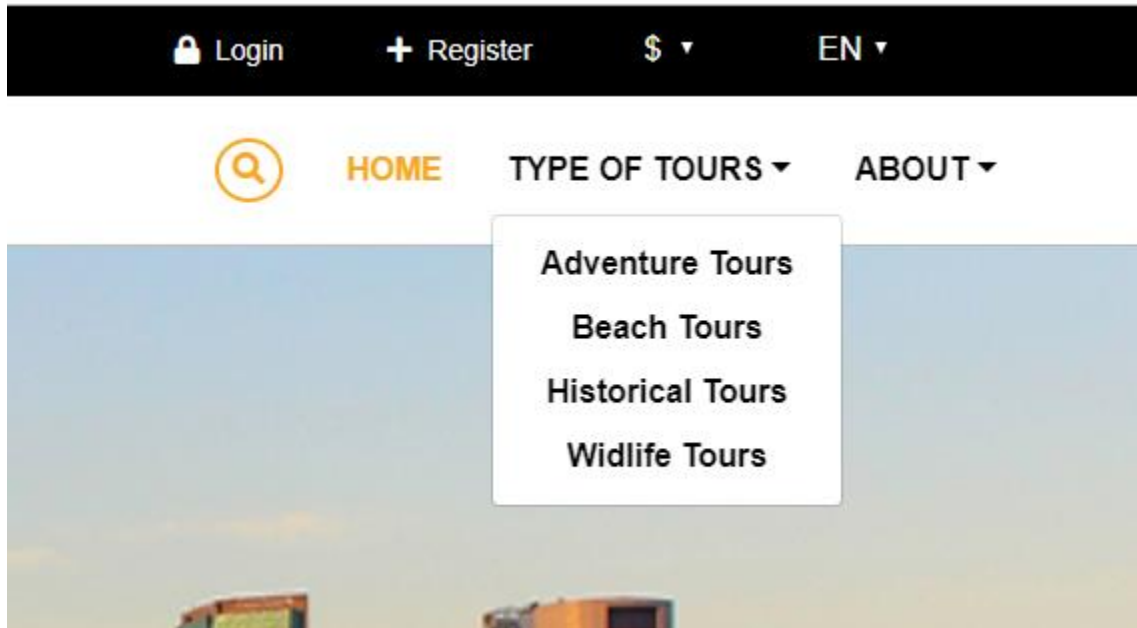 Login Register $ EN
HOME TYPE OF TOURS ABOUT
Adventure Tours
Beach Tours
Historical Tours
Widlife Tours